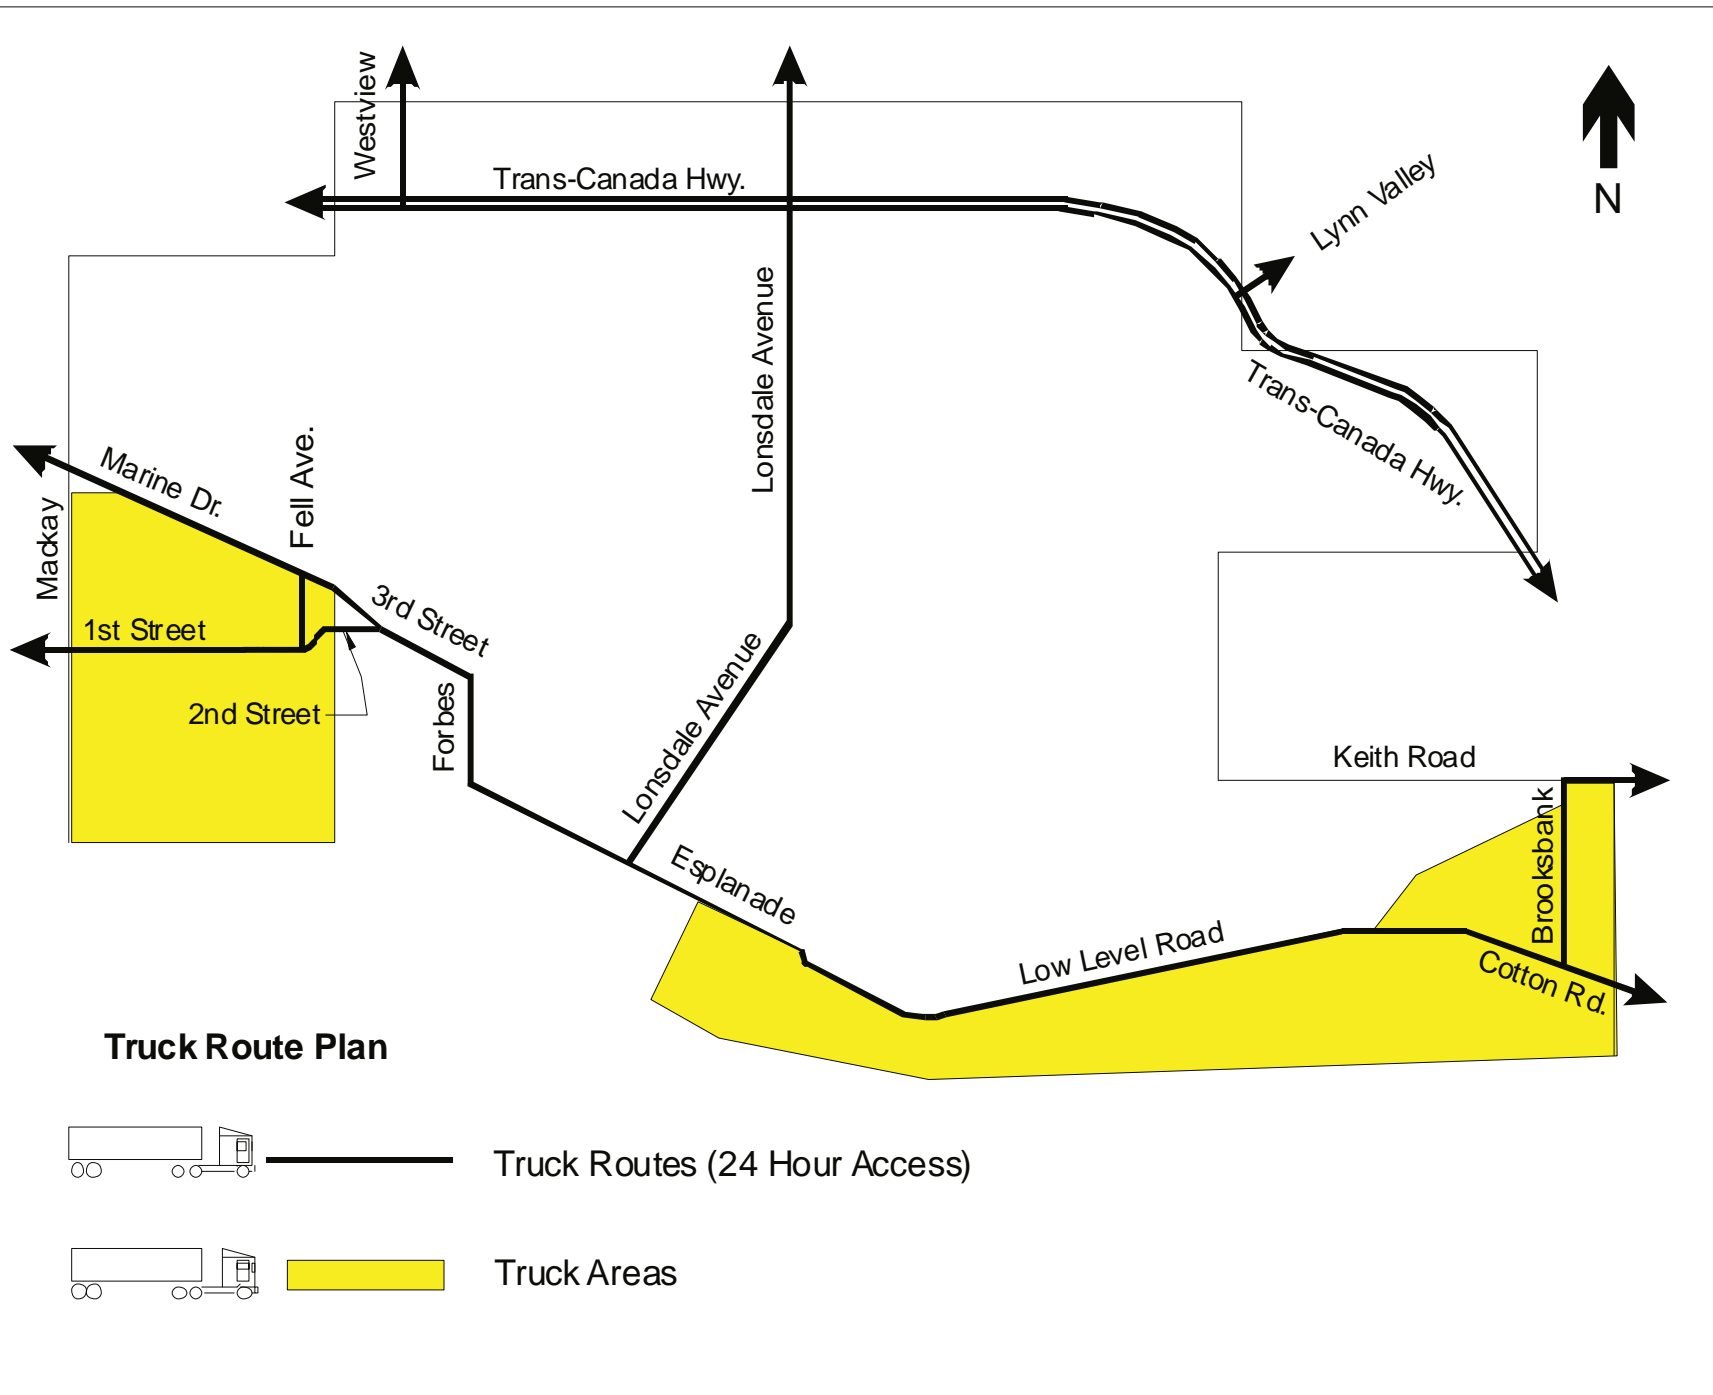 Westview
Trans-Canada Hwy.
Lynn Valley
N
Lonsdale Avenue
Trans-Canada Hwy.
Marine Dr.
Fell Ave.
Mackay
3rd Street
1st Street
2nd Street
Forbes
Lonsdale Avenue
Keith Road
Brooksbank
Esplanade
Low Level Road
Cotton Rd.
Truck Route Plan
Truck Routes (24 Hour Access)
Truck Areas